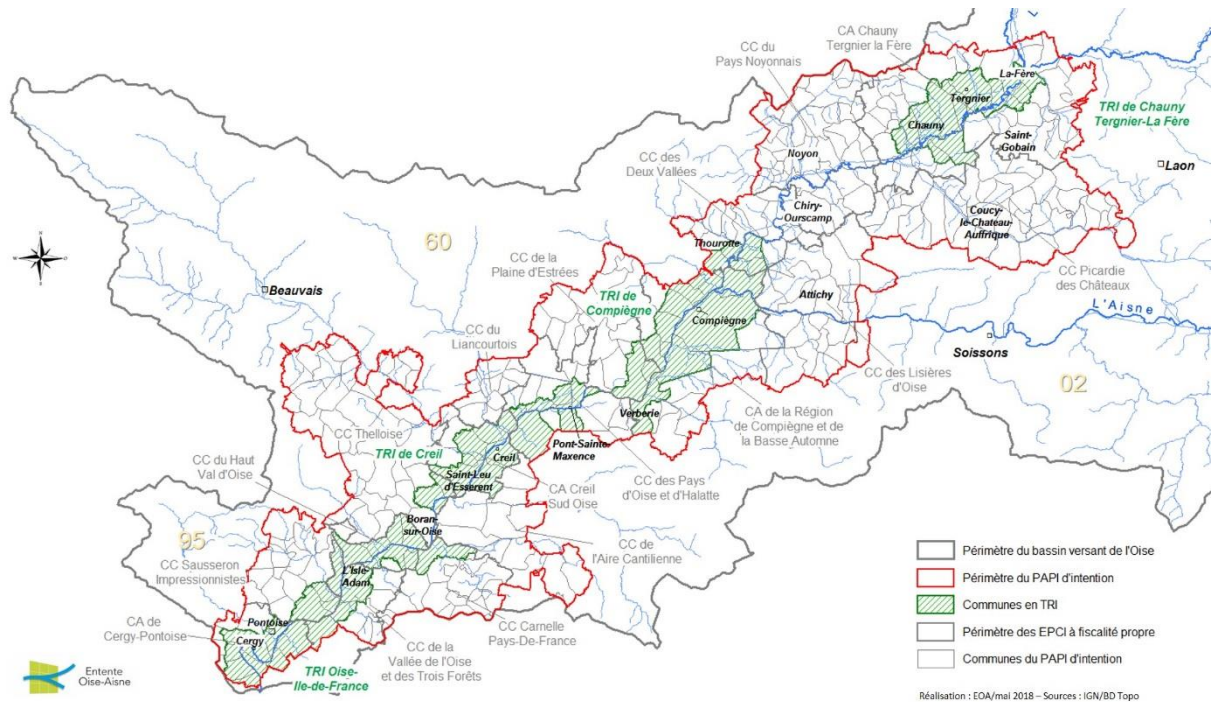 CA Chauny
Tergnier la Fère
CC du
Pays Noyonnais
La-Fère
Tergnier
TRI de Chauny
Tergnier-La Fère
Chauny
Saint-
Gobain
Noyon
CC des
Deux Vallées
Laon
Chiry-
Ourscamp
Coucy-
le-Chateau-
Auffrique
60
Thourotte
CC de la
Plaine d'Estrées
CC Picardie
des Châteaux
Beauvais
TRI de
Compiègne
Attichy
L'Aisne
Compiègne
CC du
Liancourtois
Soissons
CC des Lisières
d'Oise
02
Verberie
CA de la Région
de Compiègne et de
la Basse Automne
CC Thelloise
TRI de Creil
Pont-Sainte-
Maxence
Creil
CC du Haut
Val d'Oise
Saint-Leu
d'Esserent
CC des Pays
d'Oise et d'Halatte
CA Creil
Sud Oise
Boran-
sur-Oise
95
CC de
l'Aire Cantilienne
CC Sausseron
Impressionnistes
L'Isle-
Adam
CA de
Cergy-Pontoise
Pontoise
Cergy
CC Carnelle
Pays-De-France
CC de la
Vallée de l'Oise
et des Trois Forêts
TRI Oise-
Ile-de-France
Périmètre du bassin versant de l'Oise
Périmètre du PAPI d'intention
Communes en TRI
Périmètre des EPCI à fiscalité propre
Communes du PAPI d'intention
Entente
Oise-Aisne
Réalisation : EOA/mai 2018 – Sources : IGN/BD Topo